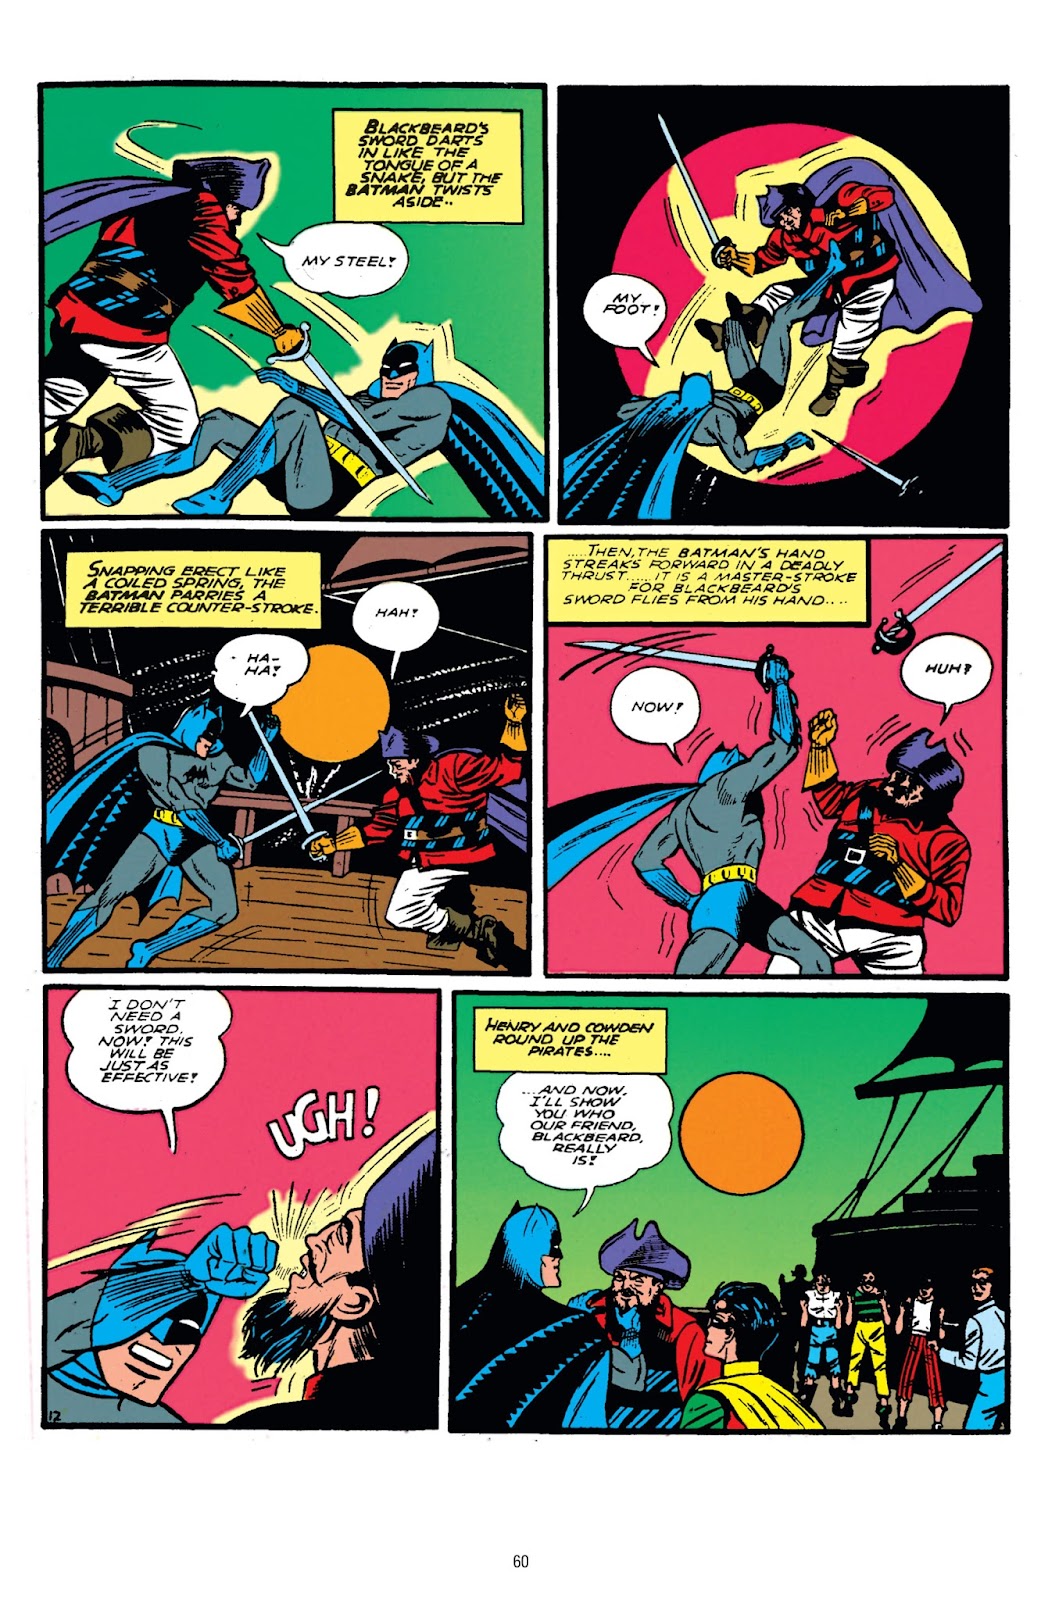 BLACKBEARD'S
SWORD DARTS
IN LIKE THE
TONGUE OF A
SNAKE, BUT THE
BATMAN TWISTS
ASIDE..
MY STEEL!
MY
FOOT!
SNAPPING ERECT LIKE
A COILED SPRING, THE
BATMAN PARRIES A
TERRIBLE COUNTER-STROKE.
HA-
HA!
HAH!
.....THEN, THE BATMAN'S HAND
STREAKS FORWARD IN A DEADLY
THRUST..... IT IS A MASTER-STROKE
FOR BLACKBEARD'S
SWORD FLIES FROM HIS HAND....
NOW!
HUH?
I DON'T
NEED A
SWORD,
NOW! THIS
WILL BE
JUST AS
EFFECTIVE!
UGH!
12
HENRY AND COWDEN
ROUND UP THE
PIRATES....
...AND NOW,
I'LL SHOW
YOU WHO
OUR FRIEND,
BLACKBEARD,
REALLY
IS!
60